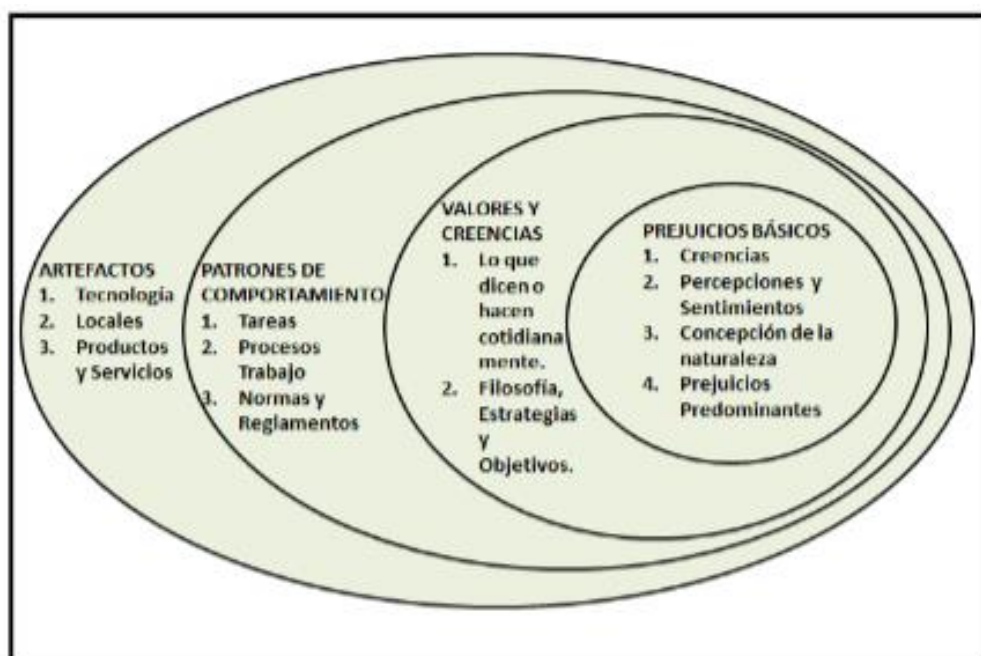 ARTEFACTOS
1. Tecnología
2. Locales
3. Productos
y Servicios
PATRONES DE
COMPORTAMIENTO
1. Tareas
2. Procesos
Trabajo
3. Normas y
Reglamentos
VALORES Y
CREENCIAS
1. Lo que
dicen o
hacen
cotidiana
mente.
2. Filosofía,
Estrategias
y
Objetivos.
PREJUICIOS BÁSICOS
1. Creencias
2. Percepciones y
Sentimientos
3. Concepción de la
naturaleza
4. Prejuicios
Predominantes